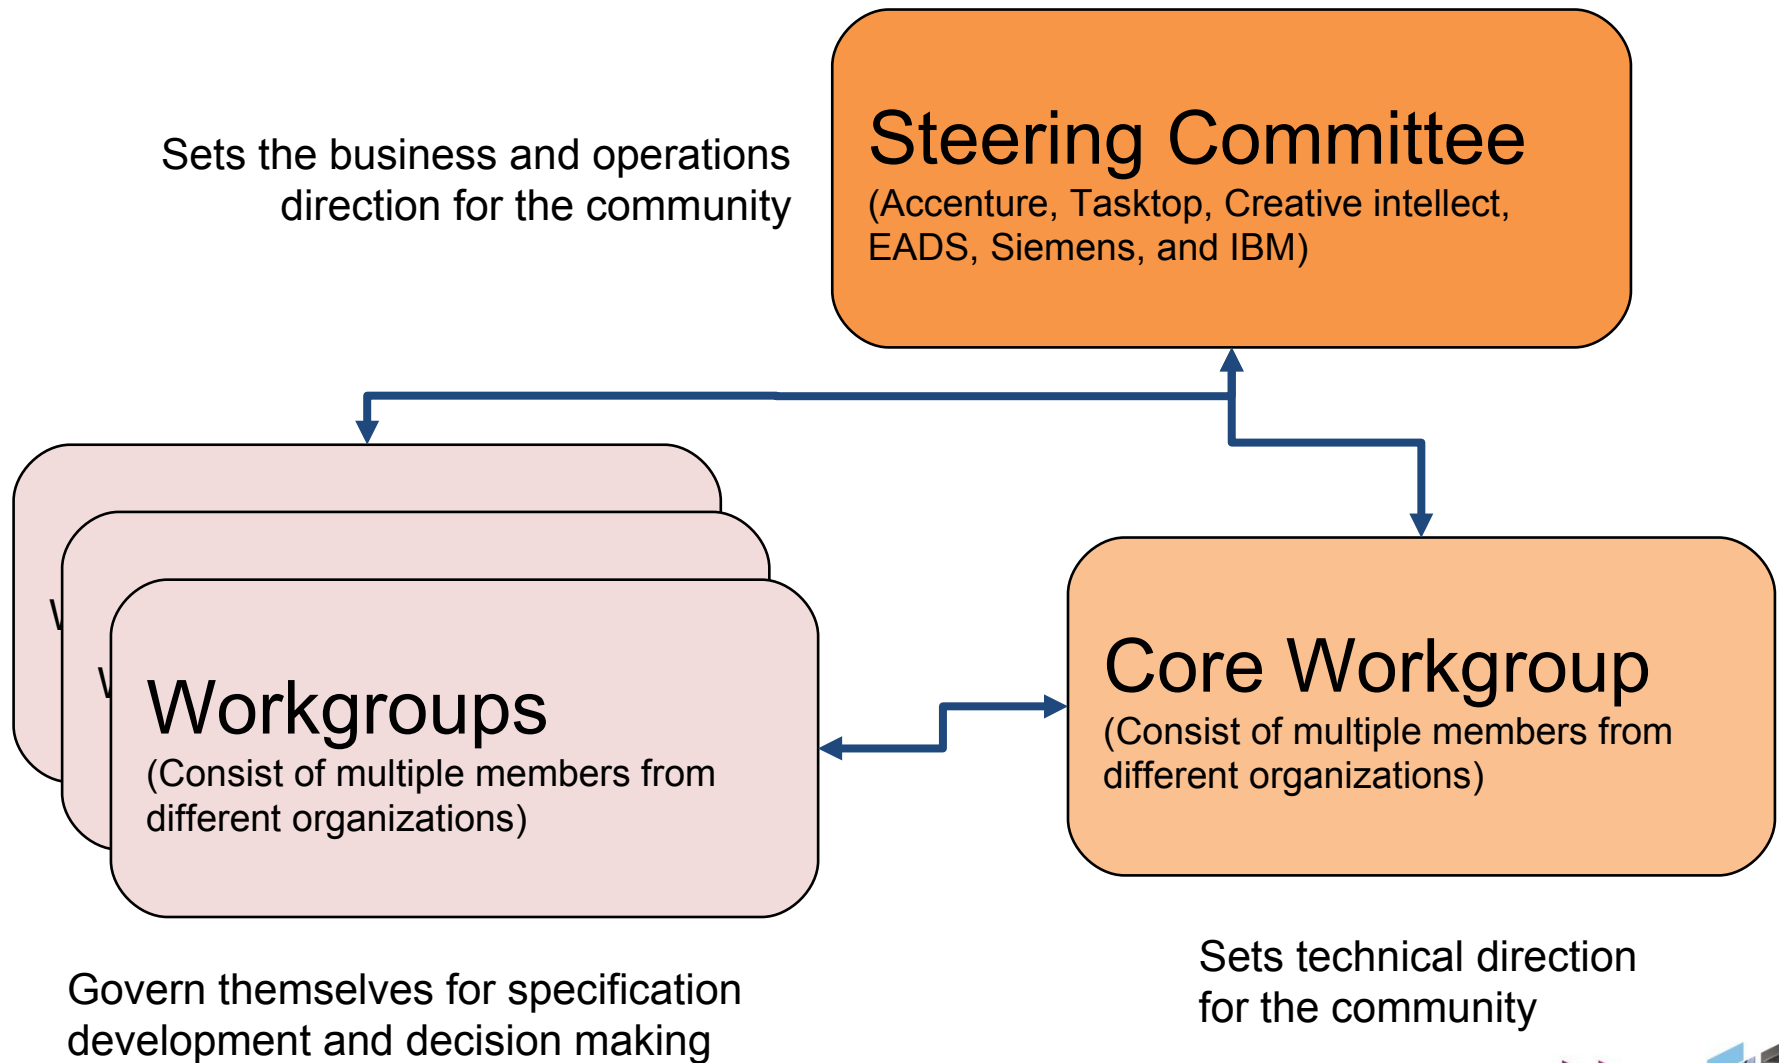 Sets the business and operations
direction for the community
Steering Committee
(Accenture, Tasktop, Creative intellect,
EADS, Siemens, and IBM)
Workgroups
(Consist of multiple members from
different organizations)
Core Workgroup
(Consist of multiple members from
different organizations)
Govern themselves for specification
development and decision making
Sets technical direction
for the community